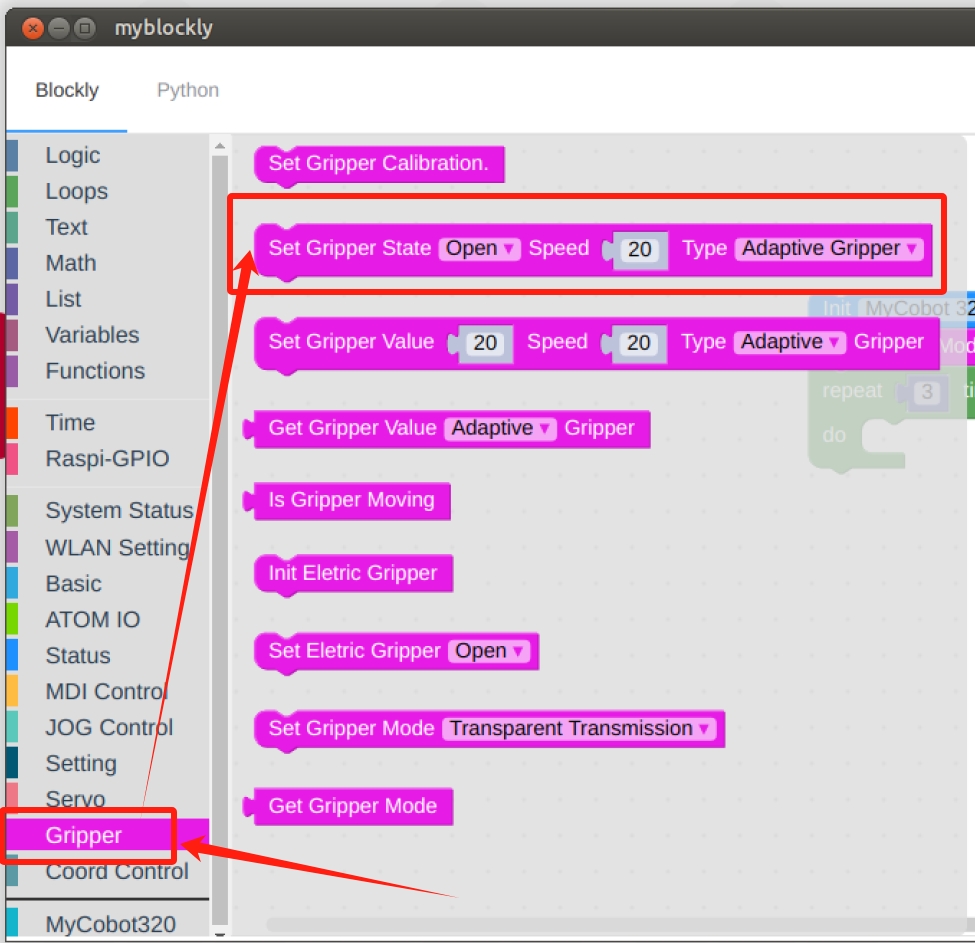 myblockly
Blockly Python
Logic
Loops
Text
Math
List
Variables
Functions
Time
Raspi-GPIO
System Status
WLAN Setting
Basic
ATOM IO
Status
MDI Control
JOG Control
Setting
Servo
Gripper
Coord Control
MyCobot320
Set Gripper Calibration.
Set Gripper State Open Speed 20 Type Adaptive Gripper
Set Gripper Value 20 Speed 20 Type Adaptive Gripper
Get Gripper Value Adaptive Gripper
Is Gripper Moving
Init Eletric Gripper
Set Eletric Gripper Open
Set Gripper Mode Transparent Transmission
Get Gripper Mode
Init MyCobot 32
Mod
repeat 3 ti
do